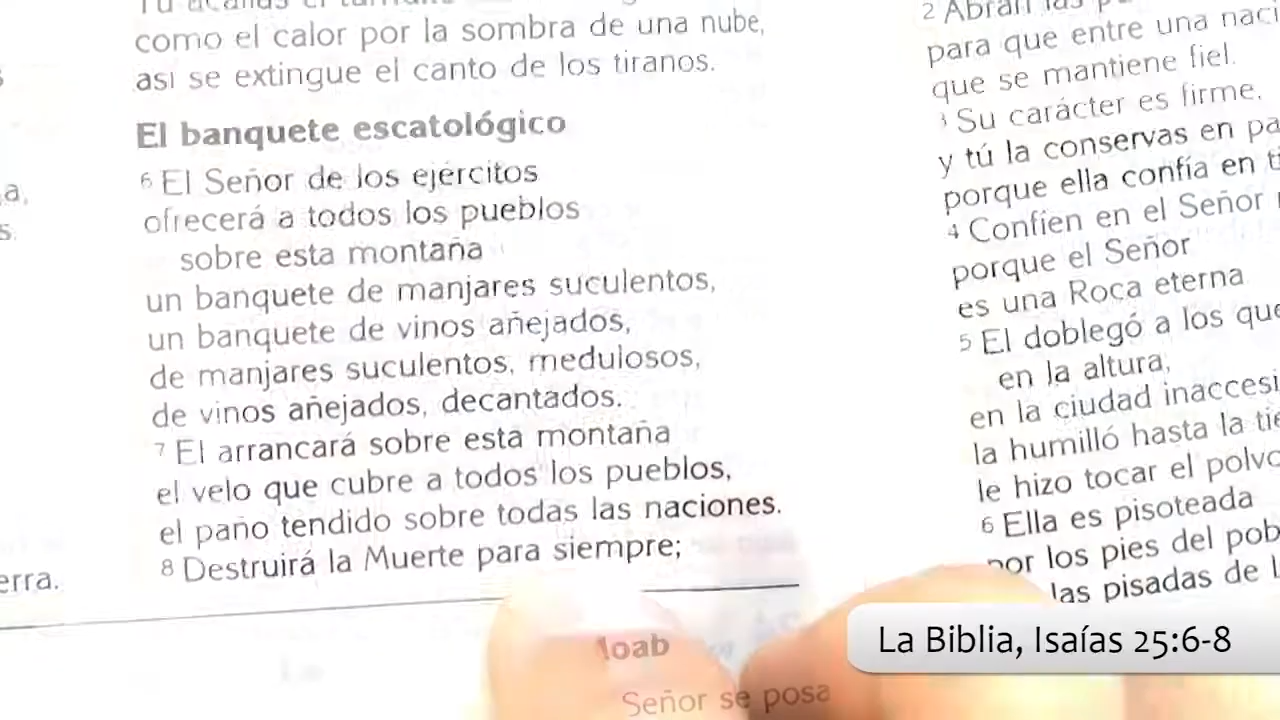 como el calor por la sombra de una nube,
así se extingue el canto de los tiranos.
El banquete escatológico
6 El Señor de los ejércitos
ofrecerá a todos los pueblos
sobre esta montaña
un banquete de manjares suculentos,
un banquete de vinos añejados,
de manjares suculentos, medulosos,
de vinos añejados, decantados.
7 El arrancará sobre esta montaña
el velo que cubre a todos los pueblos,
el paño tendido sobre todas las naciones.
8 Destruirá la Muerte para siempre;
Señor se posa
2 Abran las
para que entre una
que se mantiene fiel.
3 Su carácter es firme,
y tú la conservas en
porque ella confía en
4 Confíen en el Señor
porque el Señor
es una Roca eterna.
5 El doblegó a los que
en la altura,
en la ciudad
la humilló hasta la
le hizo tocar el polvo
6 Ella es pisoteada
por los pies del
las pisadas de
La Biblia, Isaías 25:6-8